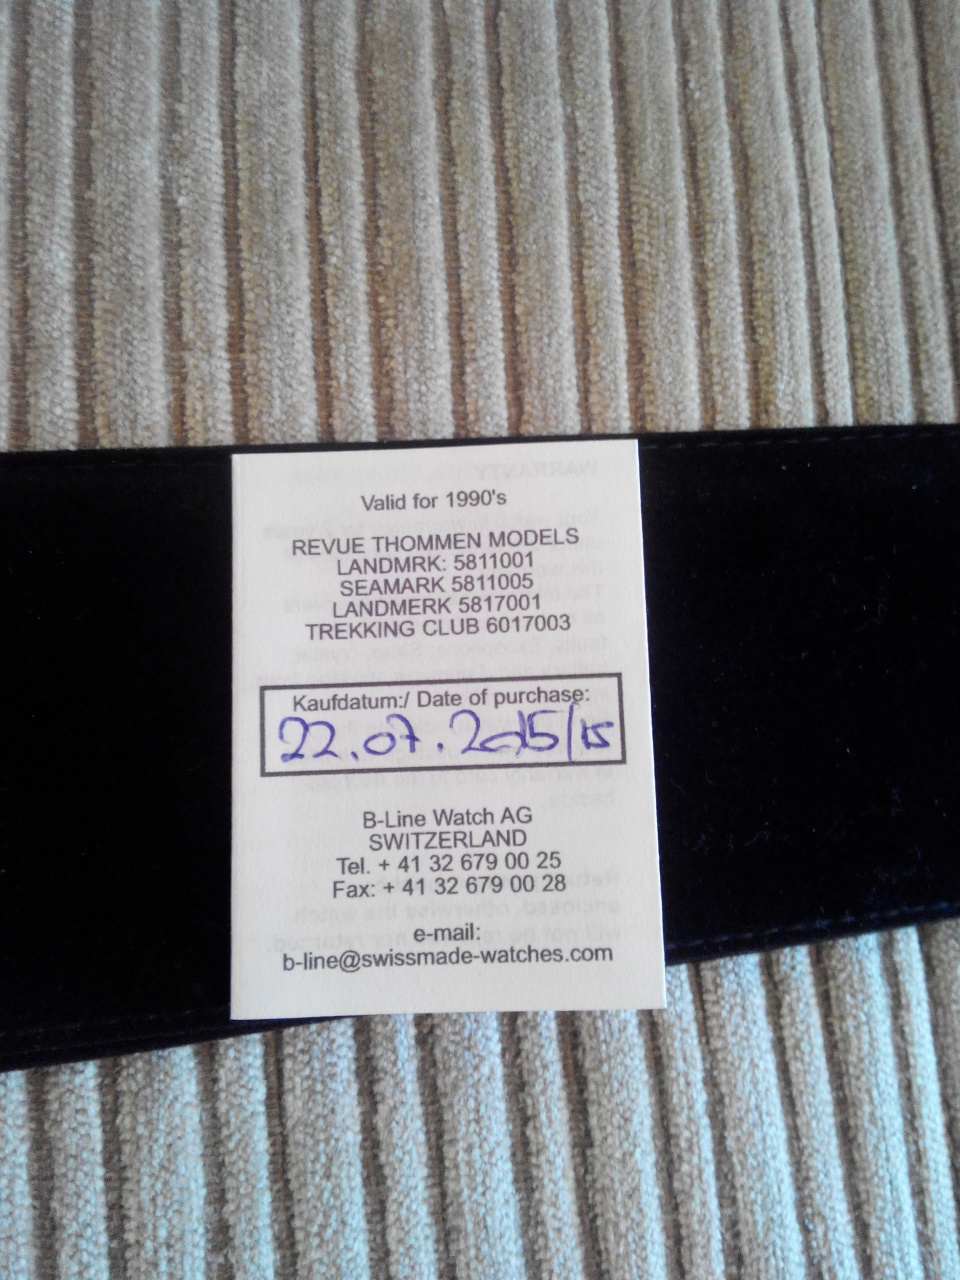 Valid for 1990's
REVUE THOMMEN MODELS
LANDMRK: 5811001
SEAMARK 5811005
LANDMERK 5817001
TREKKING CLUB 6017003
Kaufdatum:/ Date of purchase:
22.07.2015/15
B-Line Watch AG
SWITZERLAND
Tel. + 41 32 679 00 25
Fax: + 41 32 679 00 28
e-mail:
b-line@swissmade-watches.com